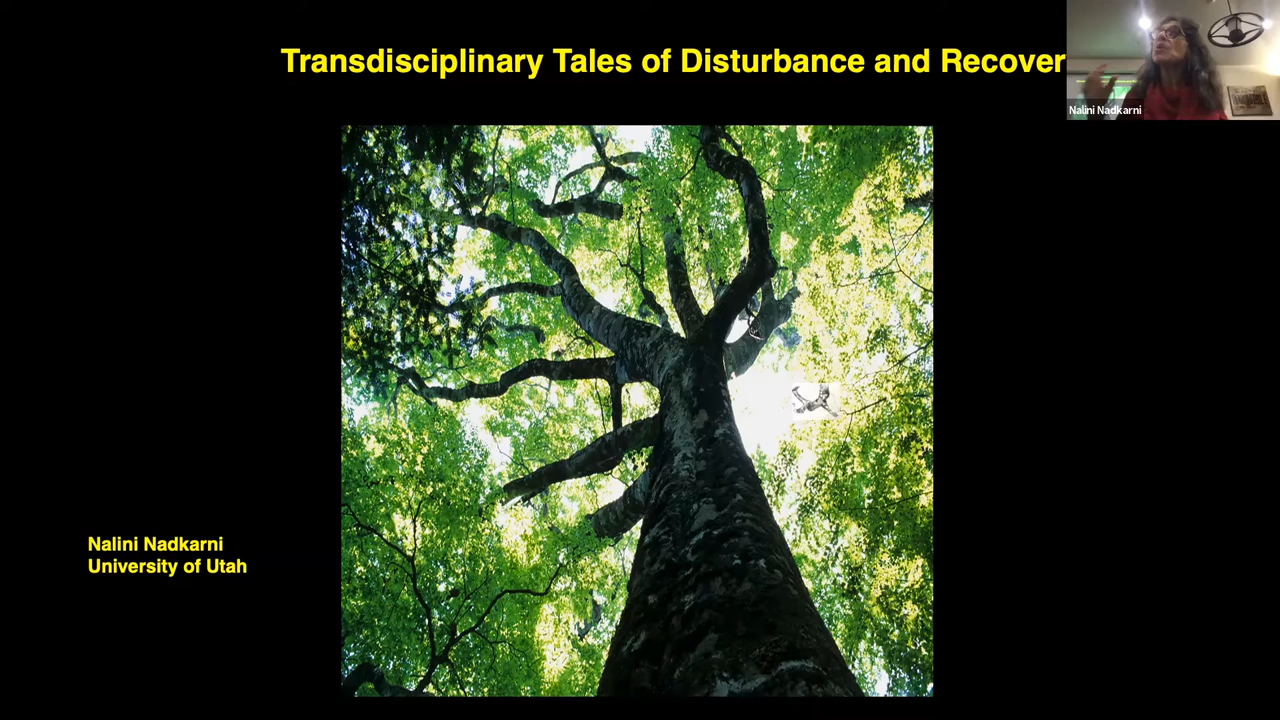 Transdisciplinary Tales of Disturbance and Recover
Nalini Nadkarni
Nalini Nadkarni
University of Utah